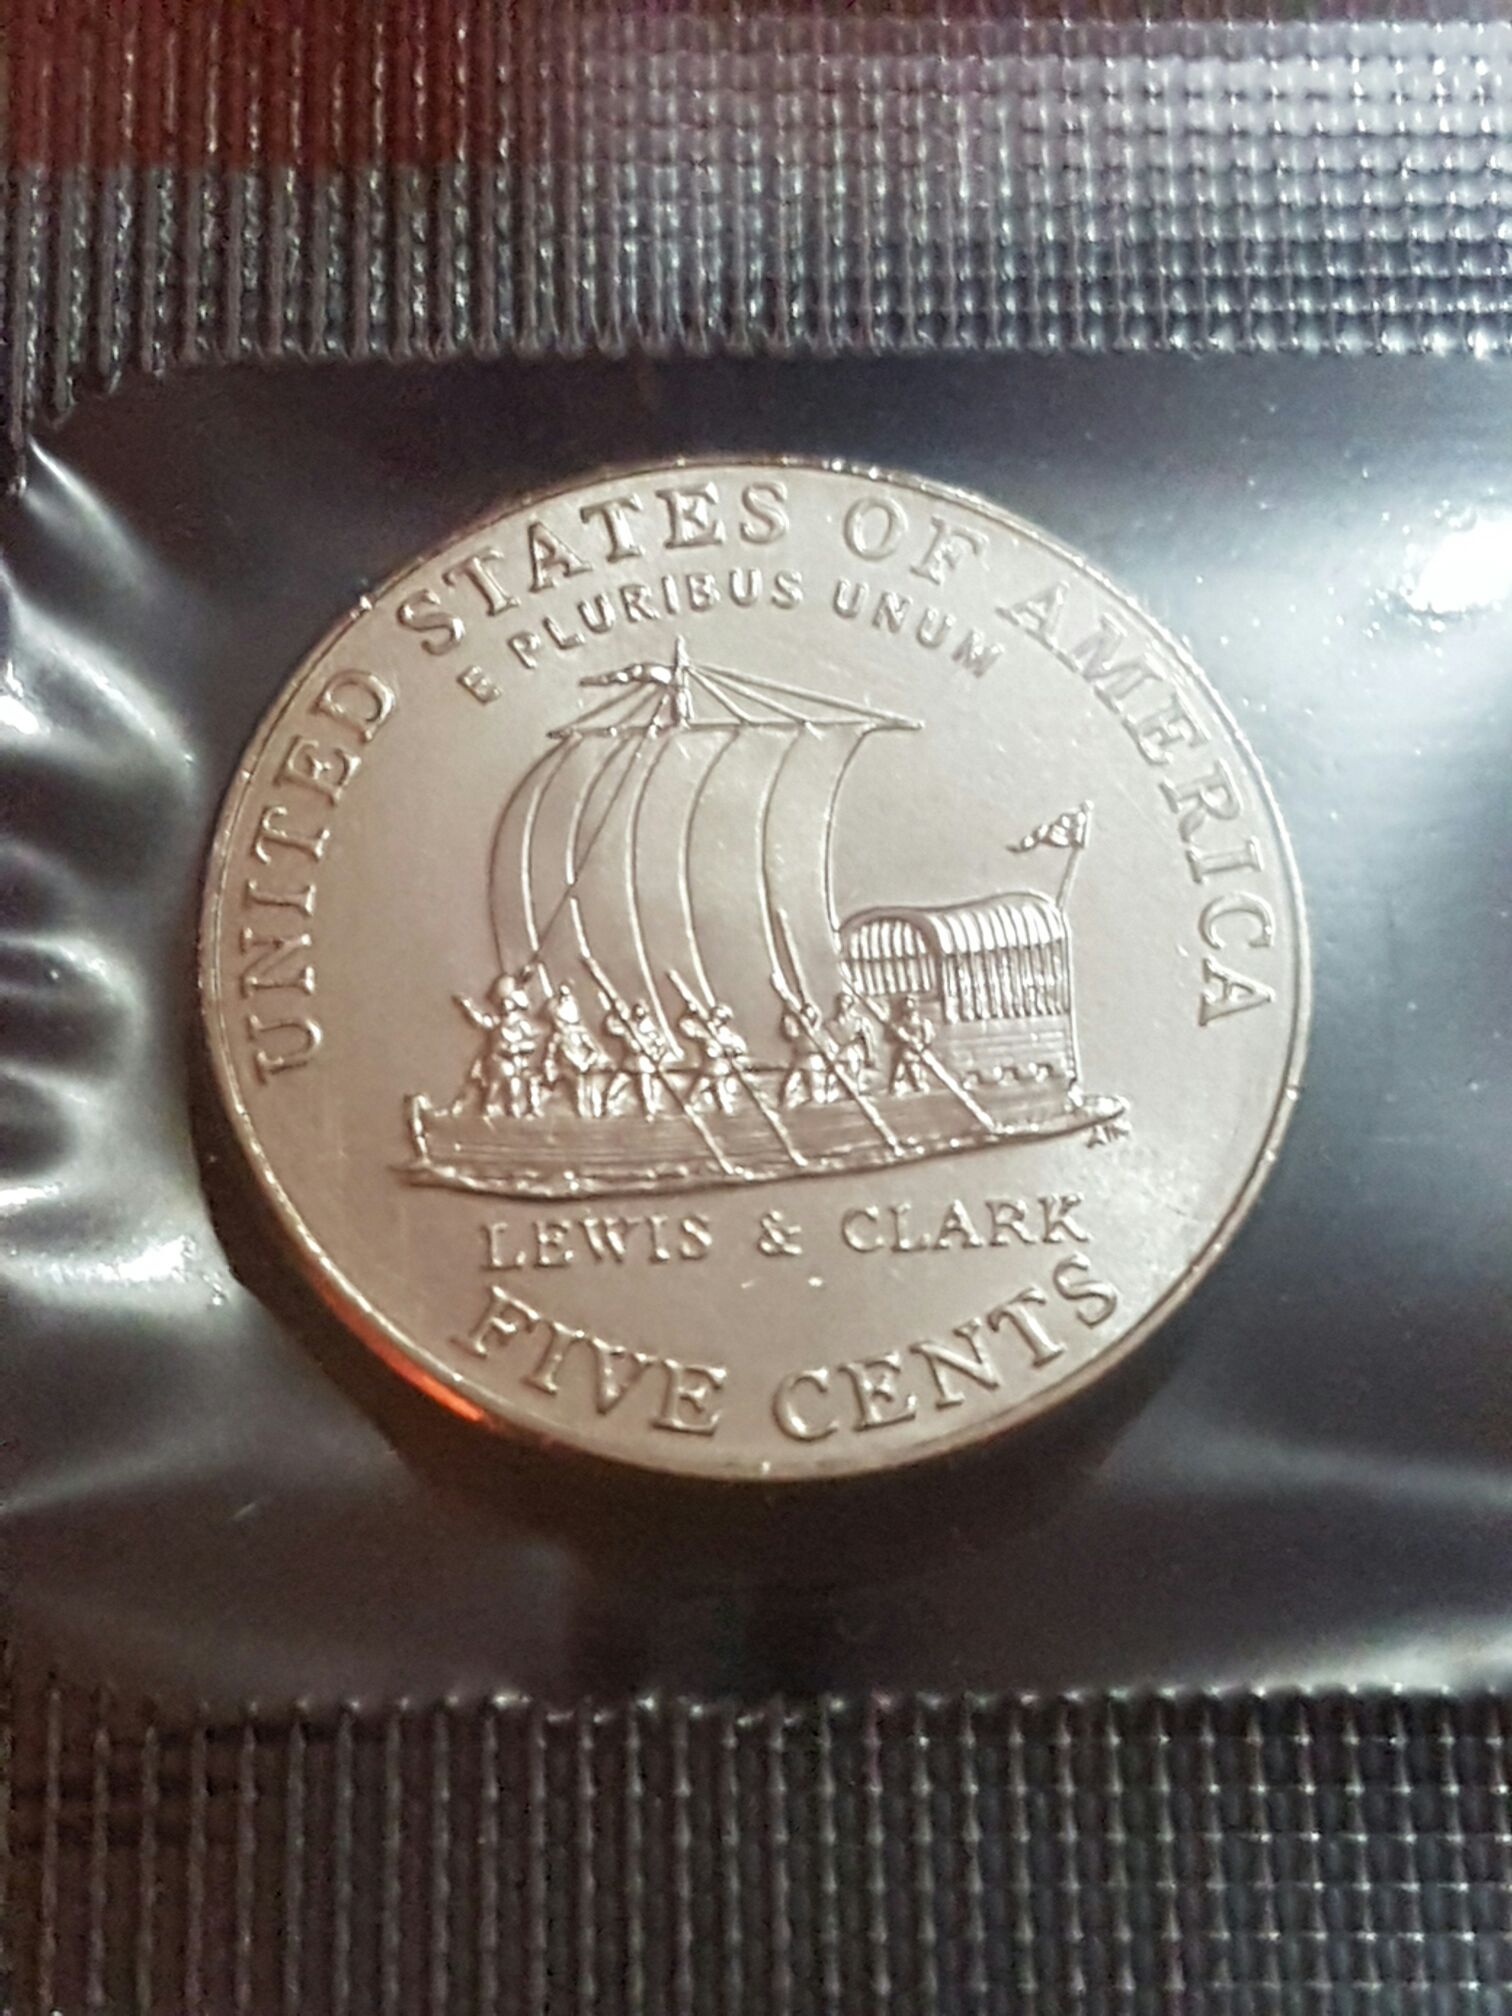 UNITED STATES OF AMERICA
E PLURIBUS UNUM
LEWIS & CLARK
FIVE CENTS